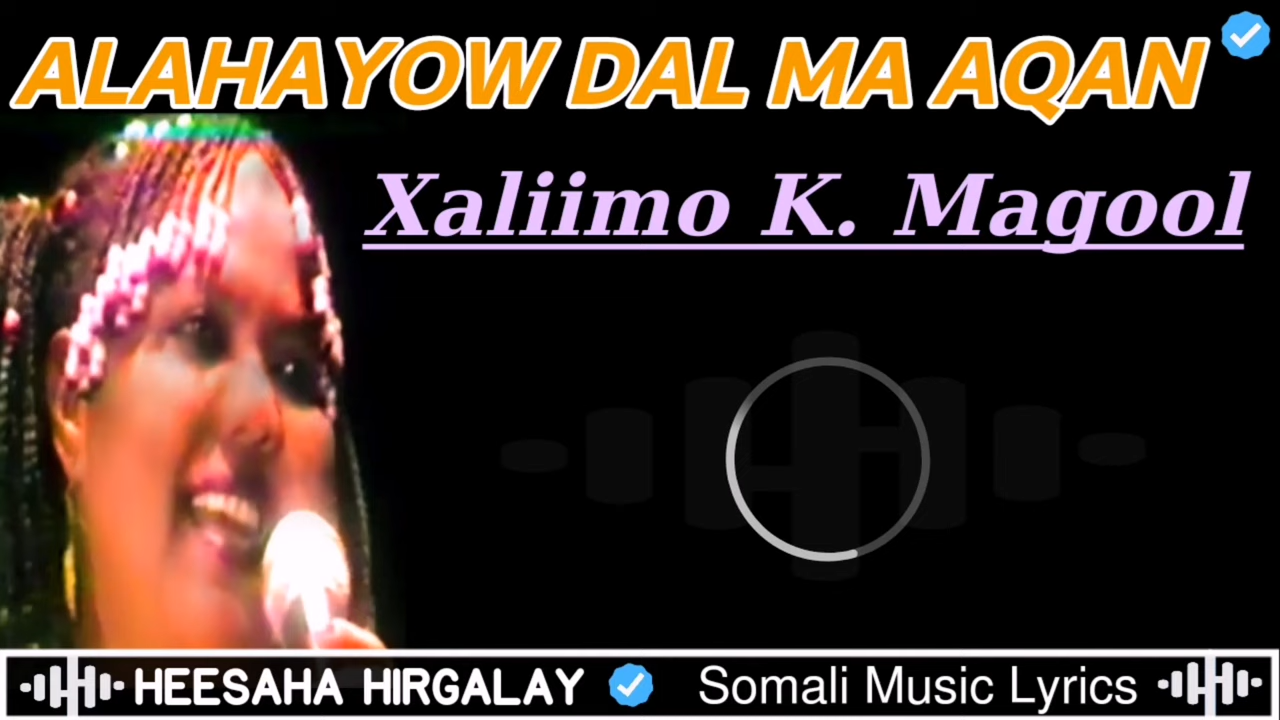 ALAHAYOW DAL MA AQAN
Xaliimo K. Magool
HEESAHA HIRGALAY
Somali Music Lyrics